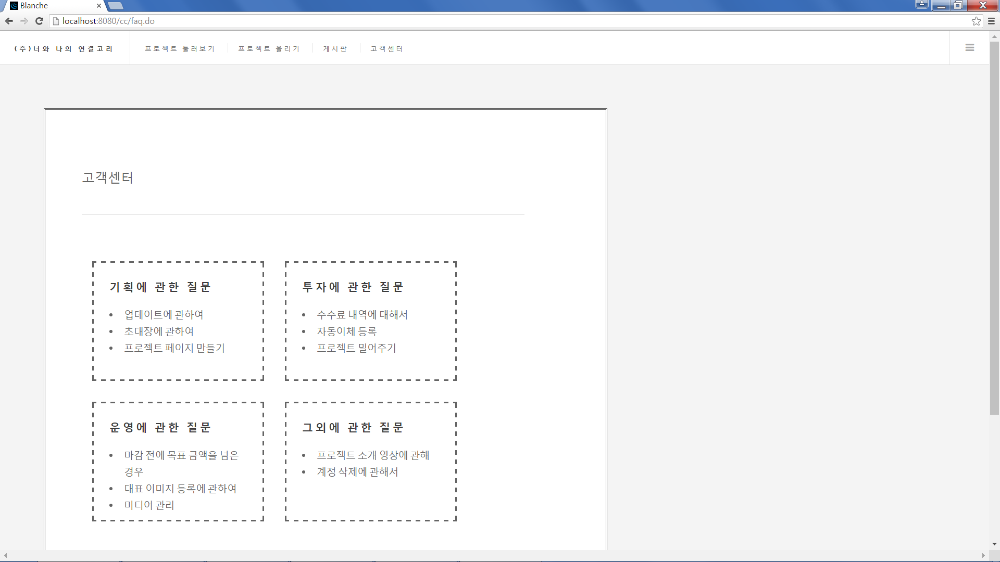 Blanche
localhost:8080/cc/faq.do
(주)너와 나의 연결고리
프로젝트 둘러보기
프로젝트 올리기
게시판
고객센터
고객센터
기획에 관한 질문
업데이트에 관하여
초대장에 관하여
프로젝트 페이지 만들기
투자에 관한 질문
수수료 내역에 대해서
자동이체 등록
프로젝트 밀어주기
운영에 관한 질문
마감 전에 목표 금액을 넘은
경우
대표 이미지 등록에 관하여
미디어 관리
그외에 관한 질문
프로젝트 소개 영상에 관해
계정 삭제에 관해서